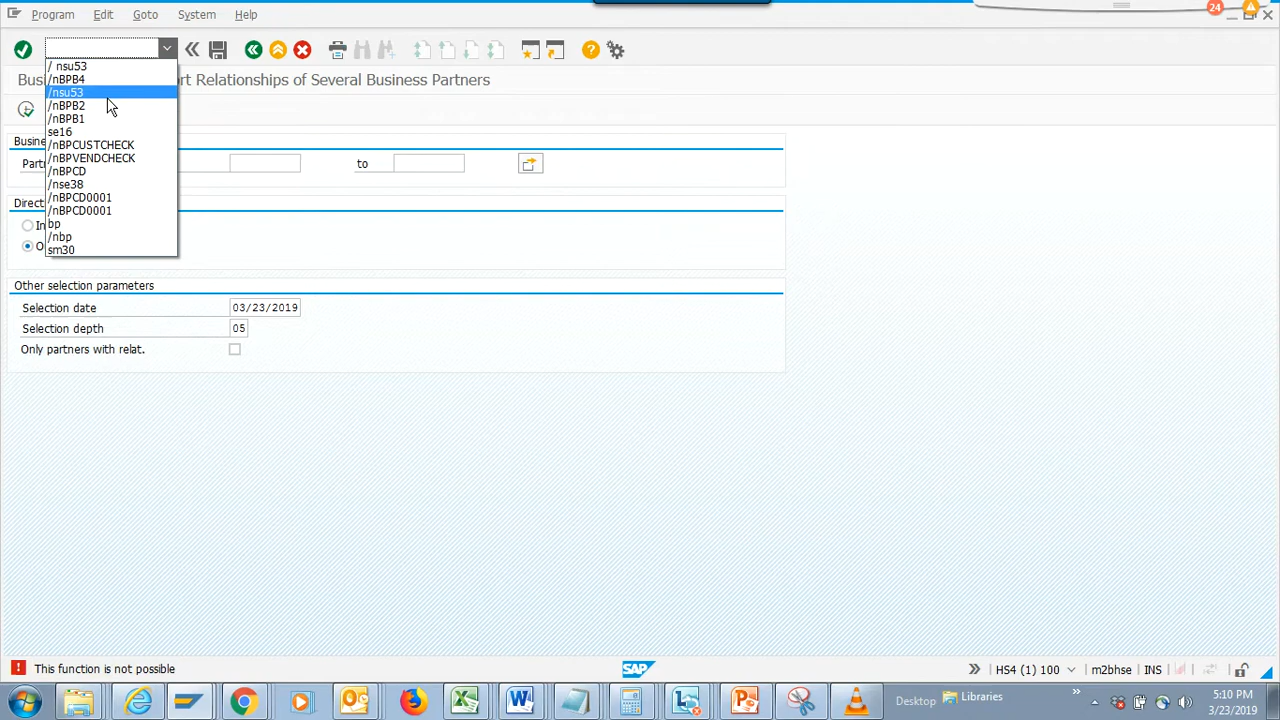 Program Edit Goto System Help
24
/ nsu53
/nBPB4
/nsu53
/nBPB2
/nBPB1
se16
/nBPCUSTCHECK
/nBPVENDCHECK
/nBPCD
/nse38
/nBPCD0001
/nBPCD0001
bp
/nbp
sm30
Relationships of Several Business Partners
to
Other selection parameters
Selection date 03/23/2019
Selection depth 05
Only partners with relat.
This function is not possible
SAP
HS4 (1) 100 m2bhse INS
Desktop Libraries
5:10 PM
3/23/2019